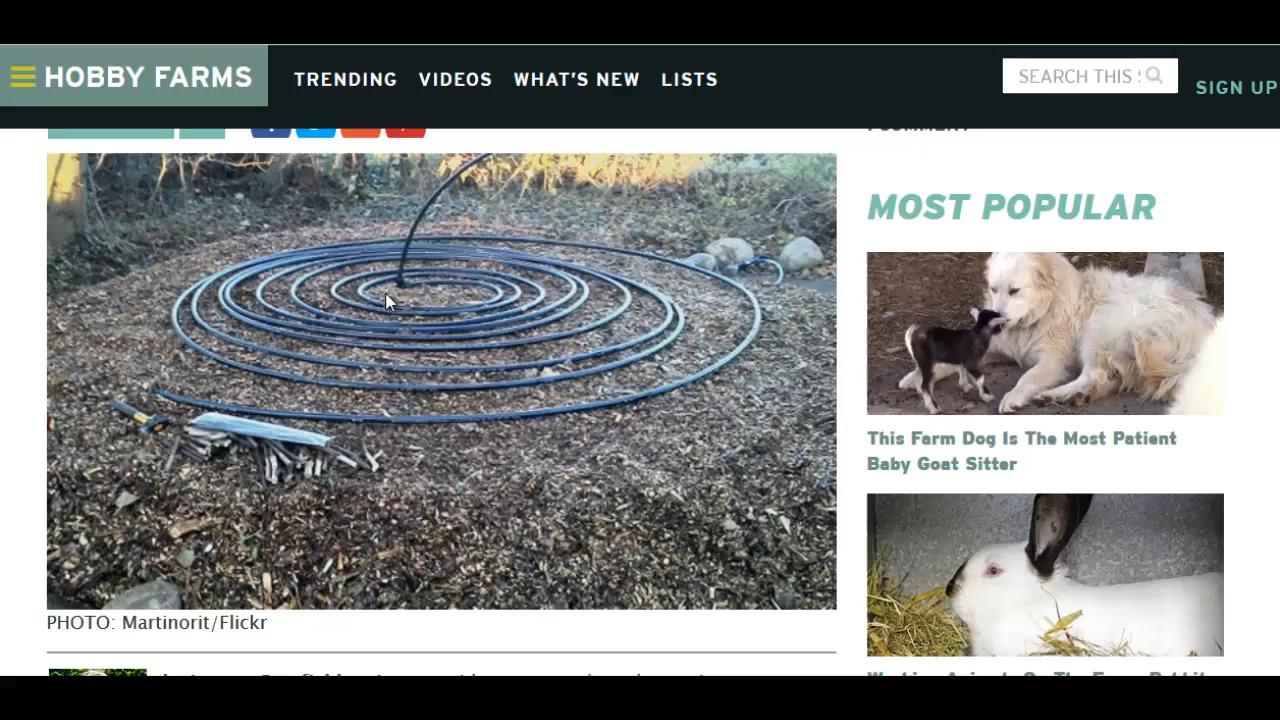 HOBBY FARMS
TRENDING VIDEOS WHAT'S NEW LISTS
SEARCH THIS
SIGN UP
MOST POPULAR
This Farm Dog Is The Most Patient
Baby Goat Sitter
PHOTO: Martinorit/Flickr